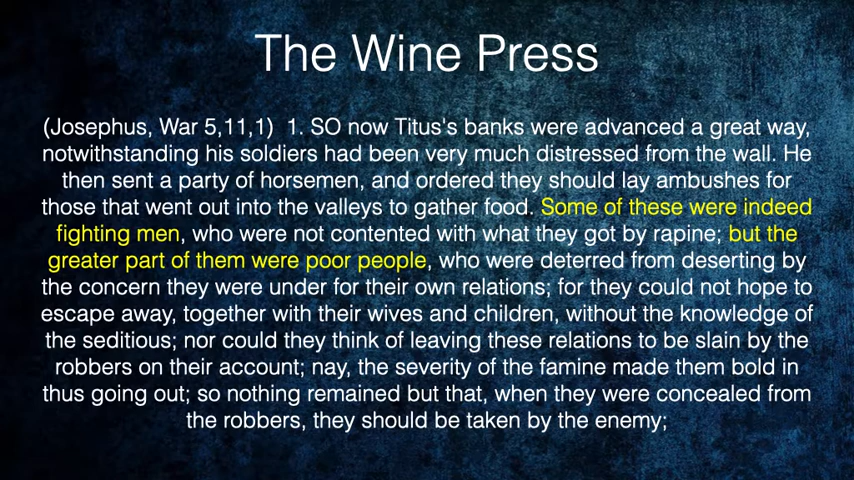 The Wine Press
(Josephus, War 5,11,1)  1. SO now Titus's banks were advanced a great way,
notwithstanding his soldiers had been very much distressed from the wall. He
then sent a party of horsemen, and ordered they should lay ambushes for
those that went out into the valleys to gather food. Some of these were indeed
fighting men, who were not contented with what they got by rapine; but the
greater part of them were poor people, who were deterred from deserting by
the concern they were under for their own relations; for they could not hope to
escape away, together with their wives and children, without the knowledge of
the seditious; nor could they think of leaving these relations to be slain by the
robbers on their account; nay, the severity of the famine made them bold in
thus going out; so nothing remained but that, when they were concealed from
the robbers, they should be taken by the enemy;